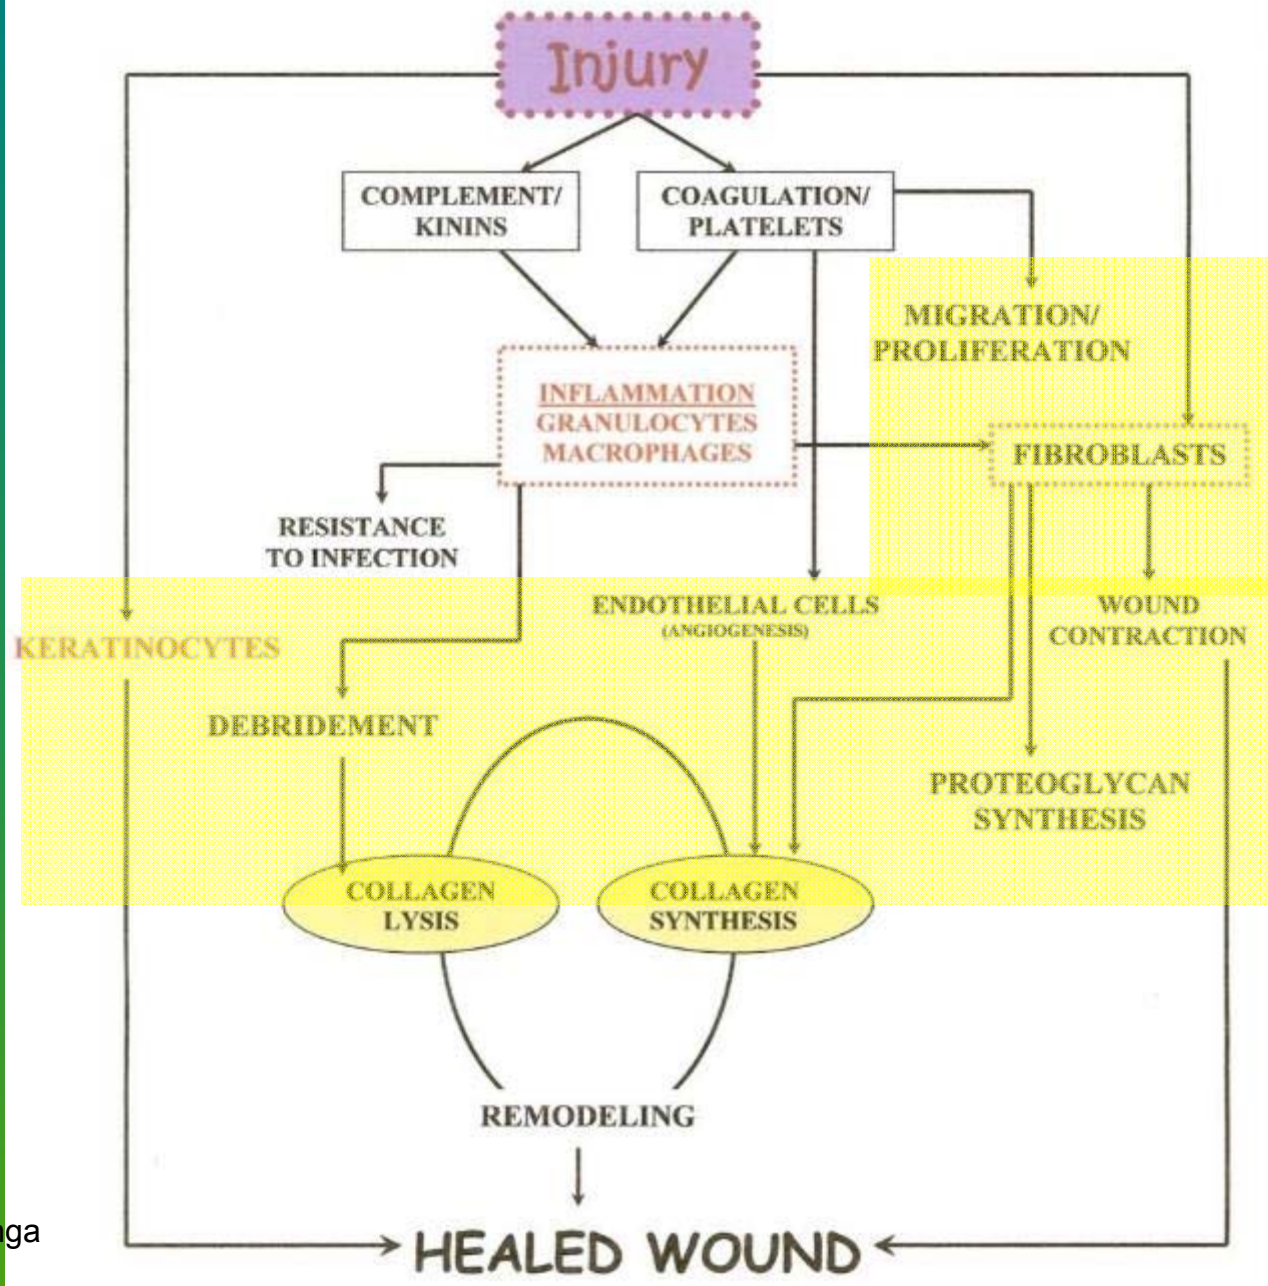 Injury
COMPLEMENT/
KININS
COAGULATION/
PLATELETS
MIGRATION/
PROLIFERATION
INFLAMMATION
GRANULOCYTES
MACROPHAGES
FIBROBLASTS
RESISTANCE
TO INFECTION
ENDOTHELIAL CELLS
(ANGIOGENESIS)
WOUND
CONTRACTION
KERATINOCYTES
DEBRIDEMENT
PROTEOGLYCAN
SYNTHESIS
COLLAGEN
LYSIS
COLLAGEN
SYNTHESIS
REMODELING
HEALED WOUND